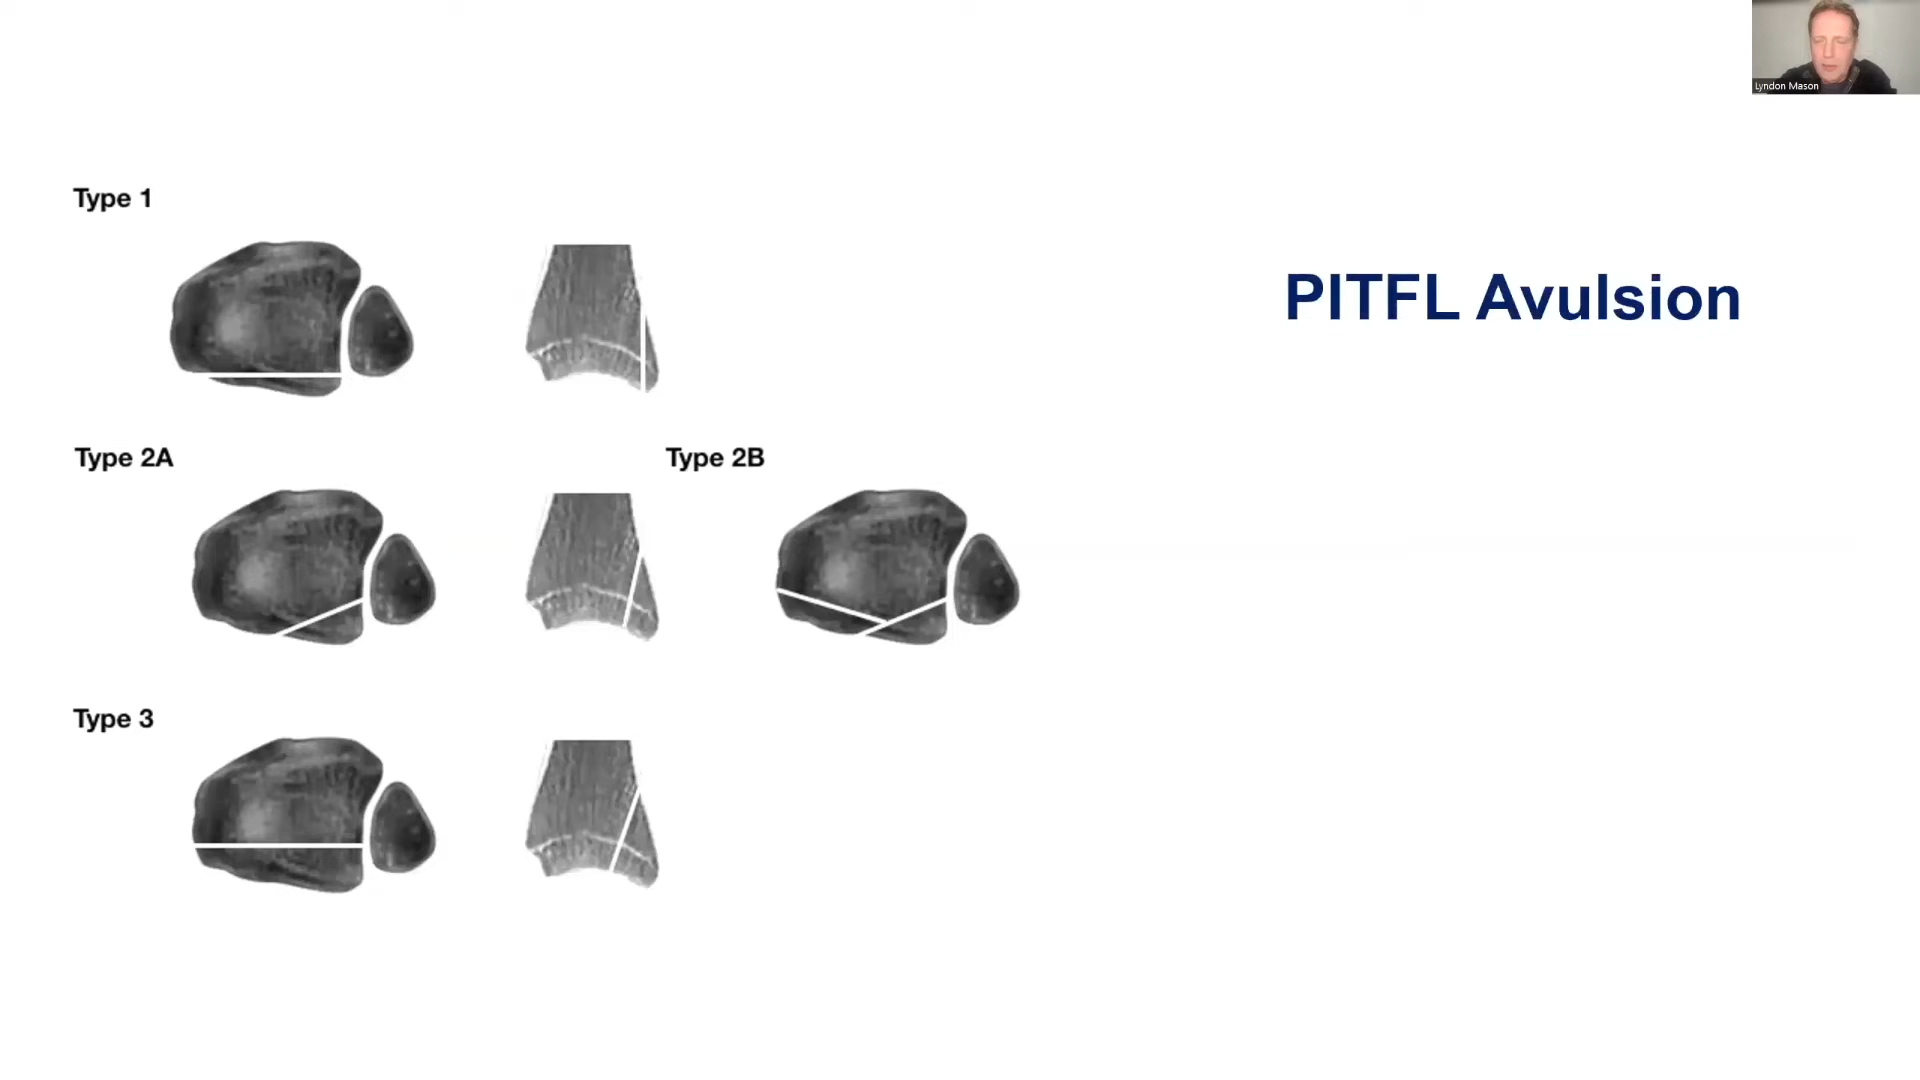 Lyndon Mason
Type 1
PITFL Avulsion
Type 2A
Type 2B
Type 3